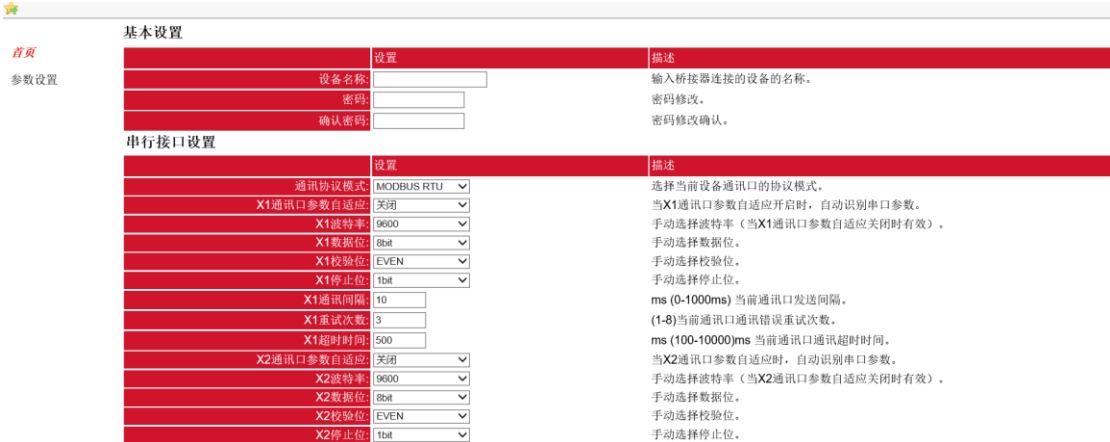 基本设置
首页
设置 描述
参数设置
设备名称: 输入桥接器连接的设备的名称。
密码: 密码修改。
确认密码: 密码修改确认。
串行接口设置
设置 描述
通讯协议模式: MODBUS RTU 选择当前设备通讯口的协议模式。
X1通讯口参数自适应: 关闭 当X1通讯口参数自适应开启时，自动识别串口参数。
X1波特率: 9600 手动选择波特率（当X1通讯口参数自适应关闭时有效）。
X1数据位: 8bit 手动选择数据位。
X1校验位: EVEN 手动选择校验位。
X1停止位: 1bit 手动选择停止位。
X1通讯间隔: 10 ms (0-1000ms) 当前通讯口发送间隔。
X1重试次数: 3 (1-8)当前通讯口通讯错误重试次数。
X1超时时间: 500 ms (100-10000)ms 当前通讯口通讯超时时间。
X2通讯口参数自适应: 关闭 当X2通讯口参数自适应时，自动识别串口参数。
X2波特率: 9600 手动选择波特率（当X2通讯口参数自适应关闭时有效）。
X2数据位: 8bit 手动选择数据位。
X2校验位: EVEN 手动选择校验位。
X2停止位: 1bit 手动选择停止位。